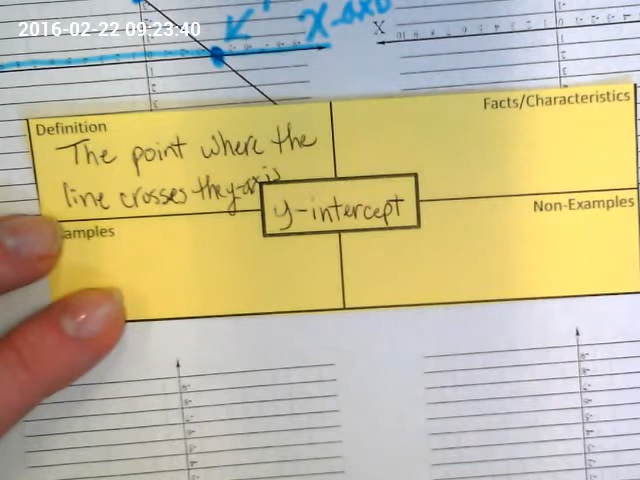 2016-02-22 09:23:40
x-axis
X
Definition
The point where the
line crosses the y-axis
Facts/Characteristics
y-intercept
Non-Examples
amples